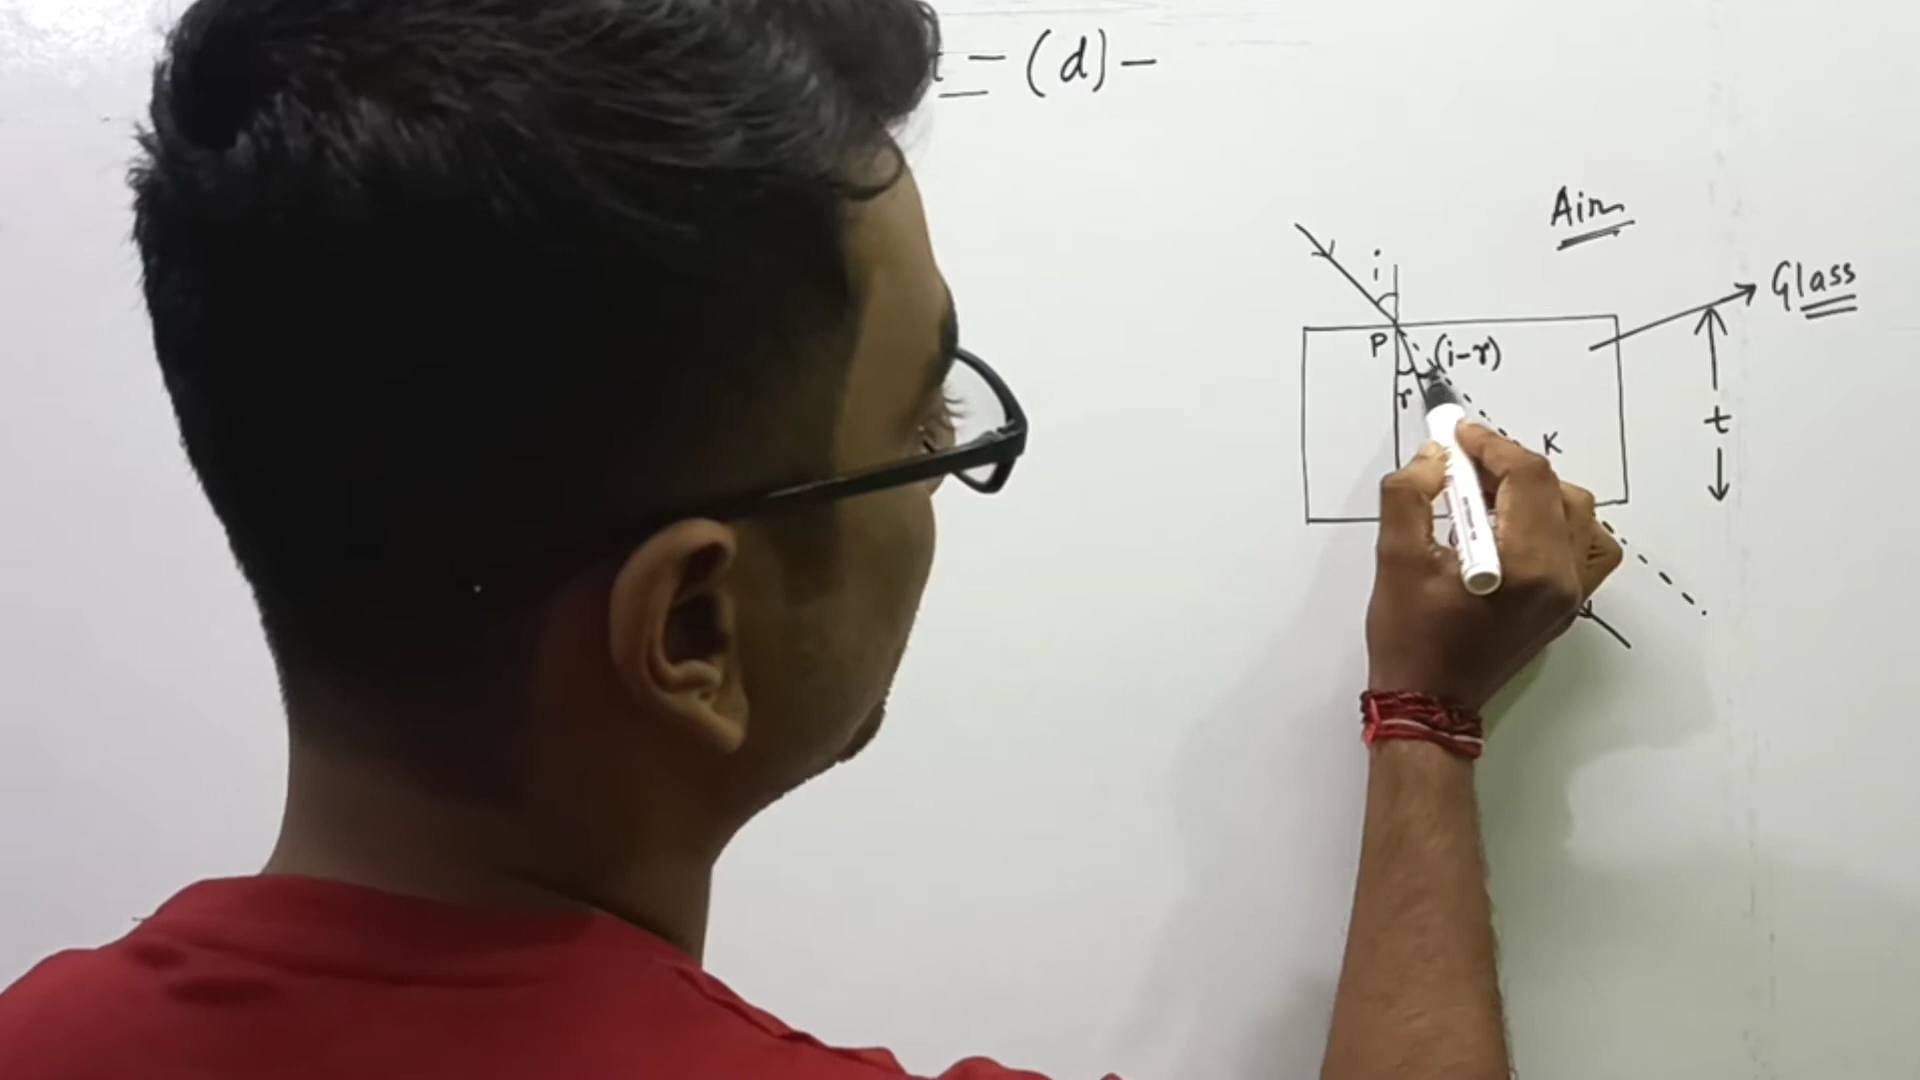 t = (d) -
Air
i
Glass
P
(i-r)
r
t
K